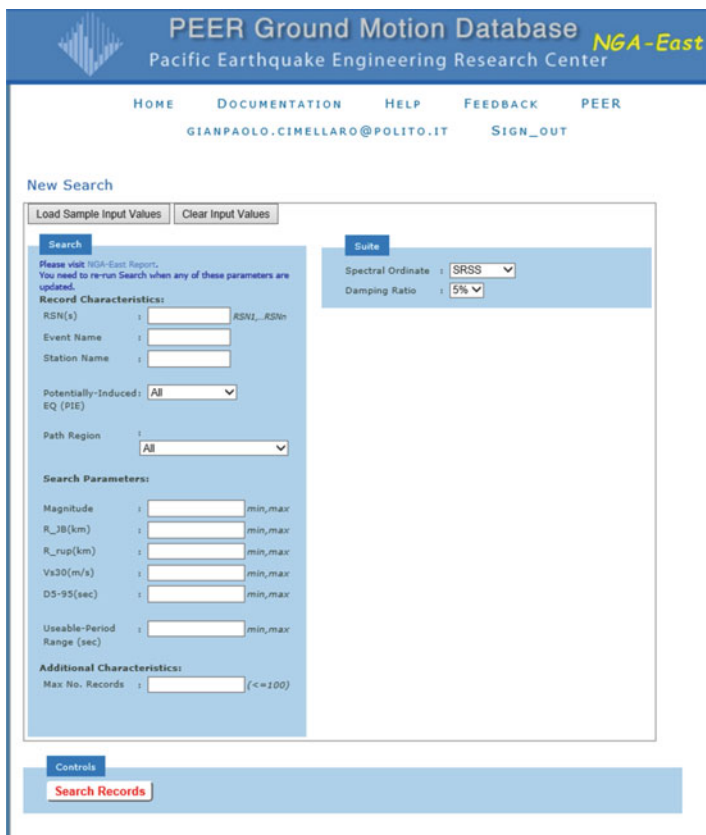 PEER Ground Motion Database
NGA-East
Pacific Earthquake Engineering Research Center
HOME DOCUMENTATION HELP FEEDBACK PEER
GIANPAOLO.CIMELLARO@POLITO.IT SIGN_OUT
New Search
Load Sample Input Values Clear Input Values
Search
Please visit NGA-East Report.
You need to re-run Search when any of these parameters are
updated.
Record Characteristics:
RSN(s) : RSN1,..RSNn
Event Name :
Station Name :
Potentially-Induced : All
EQ (PIE)
Path Region :
All
Search Parameters:
Magnitude : min,max
R_JB(km) : min,max
R_rup(km) : min,max
Vs30(m/s) : min,max
D5-95(sec) : min,max
Useable-Period : min,max
Range (sec)
Additional Characteristics:
Max No. Records : (<=100)
Suite
Spectral Ordinate : SRSS
Damping Ratio : 5%
Controls
Search Records